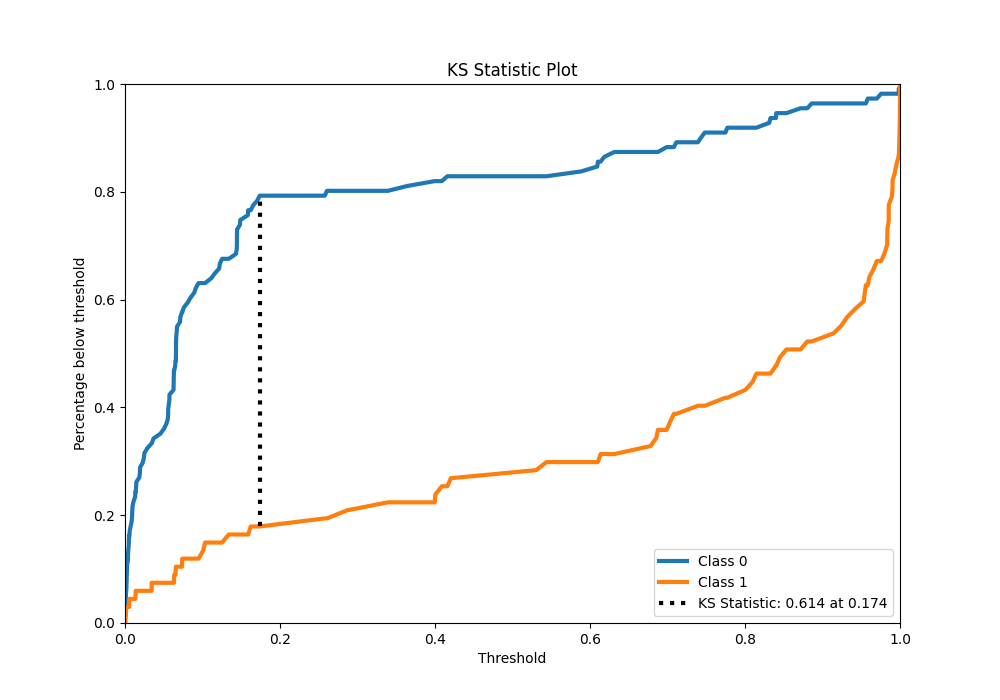 KS Statistic Plot
1.0
0.8
0.6
0.4
0.2
0.0
Percentage below threshold
0.0 0.2 0.4 0.6 0.8 1.0
Threshold
Class 0
Class 1
KS Statistic: 0.614 at 0.174